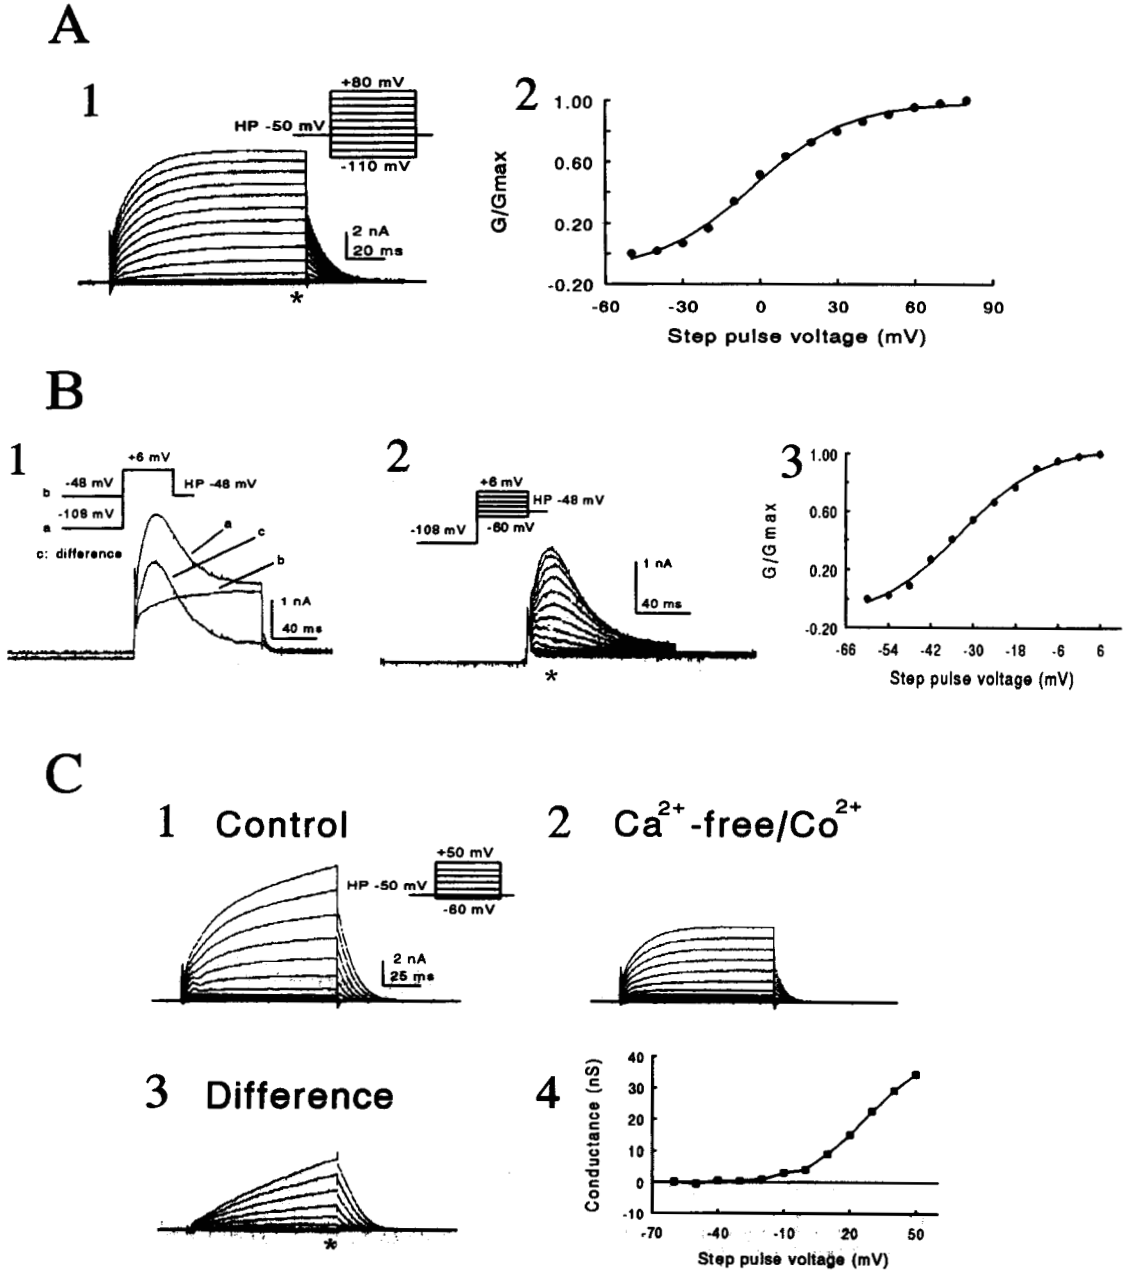 A
1
+80 mV
HP -50 mV
-110 mV
2 nA
20 ms
*
2
1.00
0.60
0.20
-0.20
G/Gmax
-60 -30 0 30 60 90
Step pulse voltage (mV)
B
1
+6 mV
b -48 mV HP -48 mV
a -108 mV
c: difference
a
c
b
1 nA
40 ms
2
+6 mV
HP -48 mV
-108 mV -60 mV
1 nA
40 ms
*
3
1.00
0.60
0.20
-0.20
G/Gmax
-66 -54 -42 -30 -18 -6 6
Step pulse voltage (mV)
C
1 Control
+50 mV
HP -50 mV
-60 mV
2 nA
25 ms
2 Ca2+-free/Co2+
3 Difference
*
4
40
30
20
10
0
-10
Conductance (nS)
-70 -40 -10 20 50
Step pulse voltage (mV)